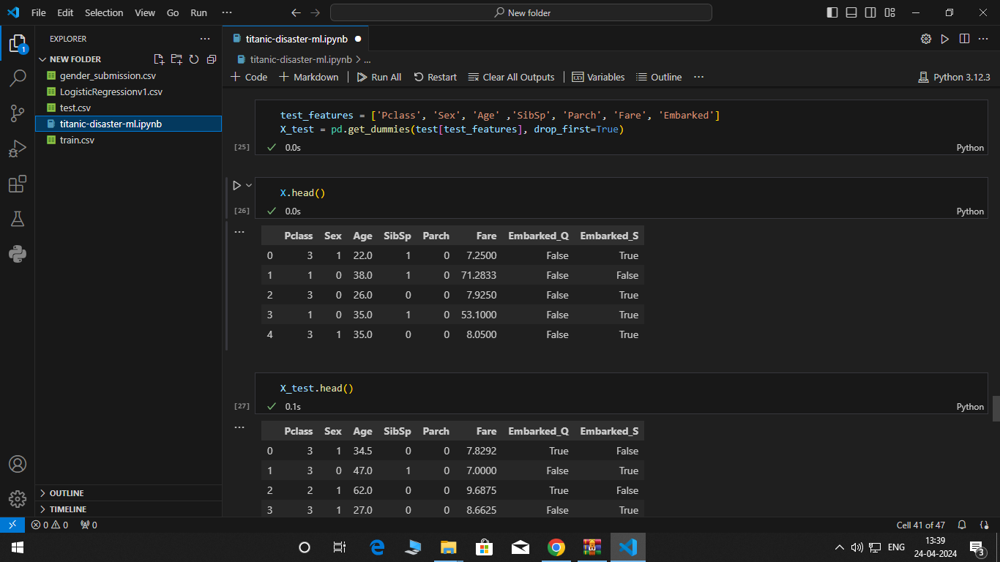 File Edit Selection View Go Run ··· New folder
EXPLORER ···
NEW FOLDER
gender_submission.csv
LogisticRegressionv1.csv
test.csv
titanic-disaster-ml.ipynb
train.csv
OUTLINE
TIMELINE
1
titanic-disaster-ml.ipynb
titanic-disaster-ml.ipynb > ...
+ Code + Markdown Run All Restart Clear All Outputs Variables Outline ··· Python 3.12.3
test_features = ['Pclass', 'Sex', 'Age' ,'SibSp', 'Parch', 'Fare', 'Embarked']
X_test = pd.get_dummies(test[test_features], drop_first=True)
[25] 0.0s Python
X.head()
[26] 0.0s Python
Pclass Sex Age SibSp Parch Fare Embarked_Q Embarked_S
0 3 1 22.0 1 0 7.2500 False True
1 1 0 38.0 1 0 71.2833 False False
2 3 0 26.0 0 0 7.9250 False True
3 1 0 35.0 1 0 53.1000 False True
4 3 1 35.0 0 0 8.0500 False True
X_test.head()
[27] 0.1s Python
Pclass Sex Age SibSp Parch Fare Embarked_Q Embarked_S
0 3 1 34.5 0 0 7.8292 True False
1 3 0 47.0 1 0 7.0000 False True
2 2 1 62.0 0 0 9.6875 True False
3 3 1 27.0 0 0 8.6625 False True
0 0 0 Cell 41 of 47
ENG 13:39
24-04-2024 3